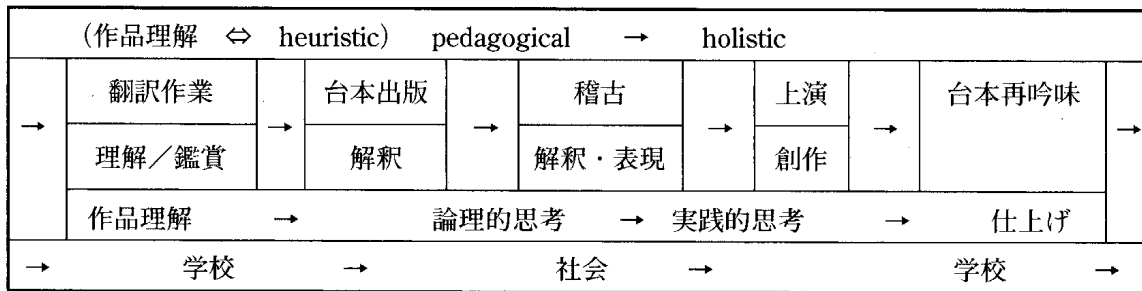 （作品理解 ⇔ heuristic） pedagogical → holistic
翻訳作業 台本出版 稽古 上演 台本再吟味
→ → → → → →
理解／鑑賞 解釈 解釈・表現 創作
作品理解 → 論理的思考 → 実践的思考 → 仕上げ
→ 学校 → 社会 → 学校 →